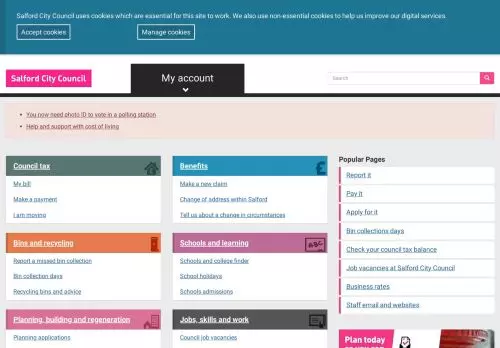 Salford City Council uses cookies which are essential for this site to work. We also use non-essential cookies to help us improve our digital services.
Accept cookies
Manage cookies
Salford City Council
My account
Search
You now need photo ID to vote in a polling station
Help and support with cost of living
Council tax
My bill
Make a payment
I am moving
Benefits
Make a new claim
Change of address within Salford
Tell us about a change in circumstances
Popular Pages
Report it
Pay it
Apply for it
Bin collections days
Check your council tax balance
Job vacancies at Salford City Council
Business rates
Staff email and websites
Bins and recycling
Report a missed bin collection
Bin collection days
Recycling bins and advice
Schools and learning
ABC
Schools and college finder
School holidays
Schools admissions
Planning, building and regeneration
Planning applications
Jobs, skills and work
Council job vacancies
Plan today